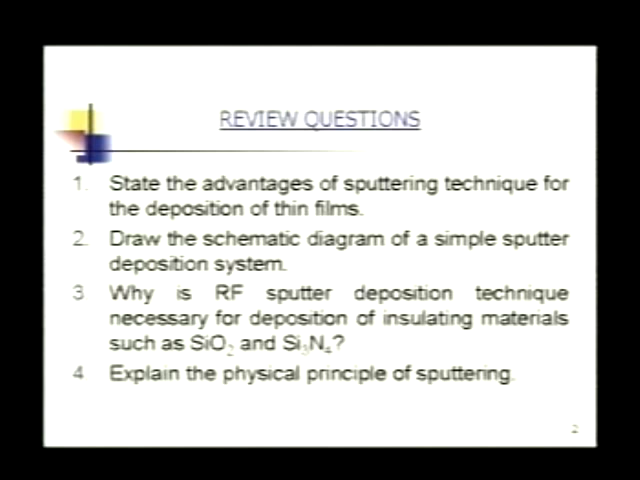 REVIEW QUESTIONS
1. State the advantages of sputtering technique for
the deposition of thin films.
2. Draw the schematic diagram of a simple sputter
deposition system.
3 Why is RF sputter deposition technique
necessary for deposition of insulating materials
such as SiO₂ and Si₃N₄?
4 Explain the physical principle of sputtering.
2